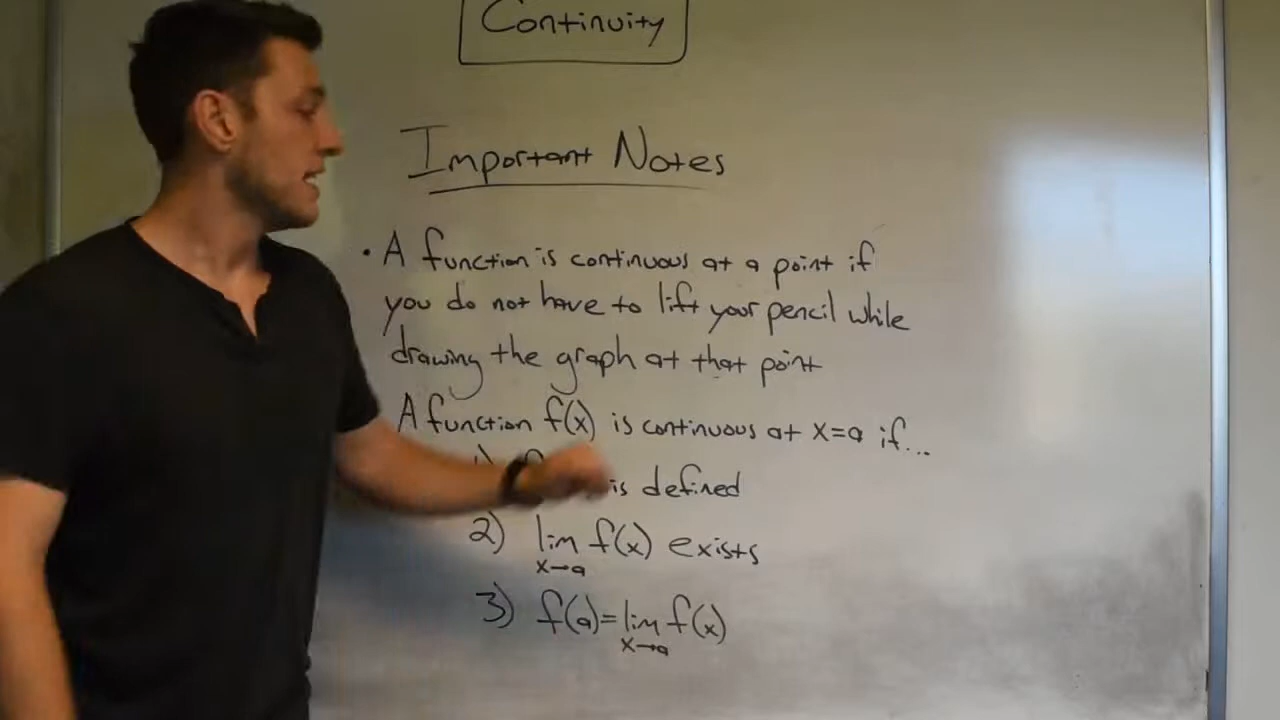 Continuity
Important Notes
• A function is continuous at a point if
you do not have to lift your pencil while
drawing the graph at that point
A function f(x) is continuous at x=a if...
1) is defined
2) lim f(x) exists
x→a
3) f(a)=lim f(x)
x→a